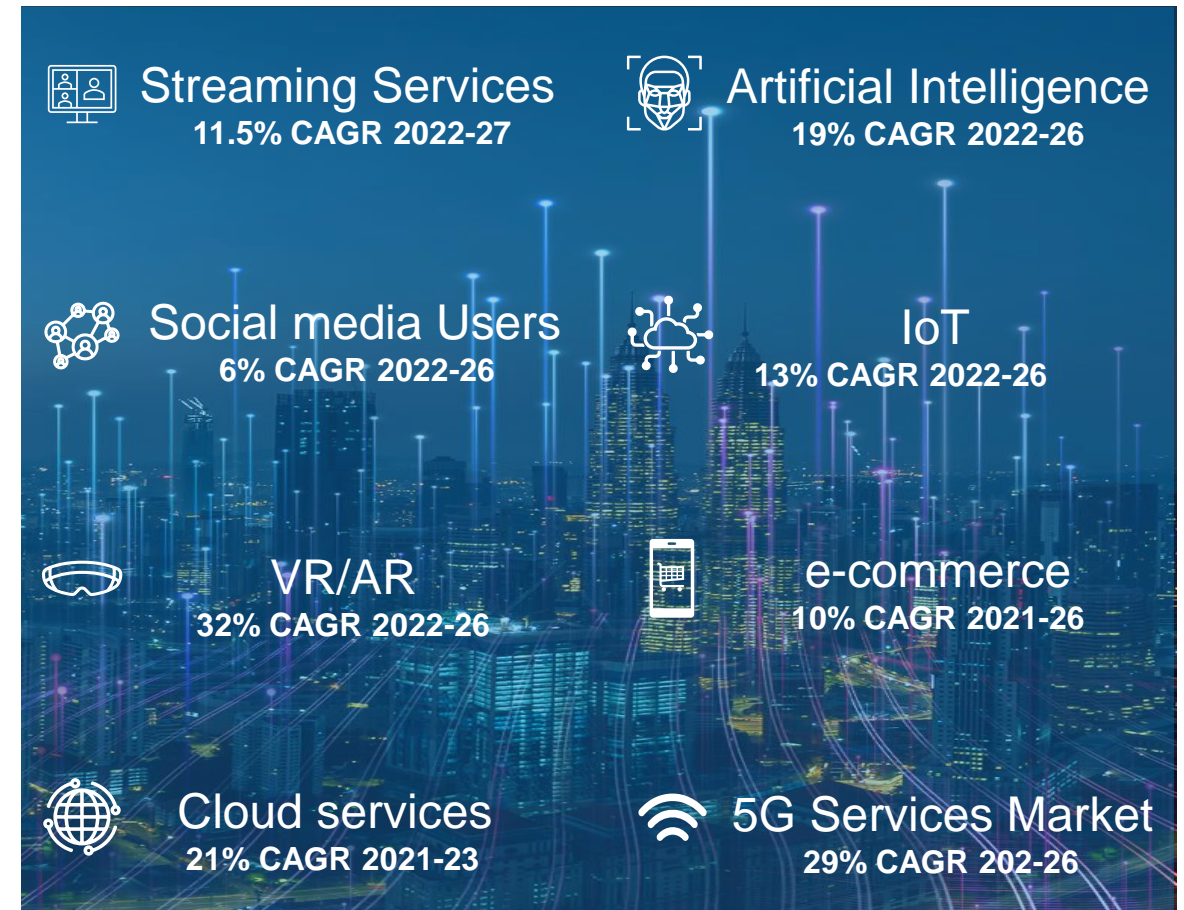 Streaming Services
11.5% CAGR 2022-27
Artificial Intelligence
19% CAGR 2022-26
Social media Users
6% CAGR 2022-26
IoT
13% CAGR 2022-26
VR/AR
32% CAGR 2022-26
e-commerce
10% CAGR 2021-26
Cloud services
21% CAGR 2021-23
5G Services Market
29% CAGR 202-26